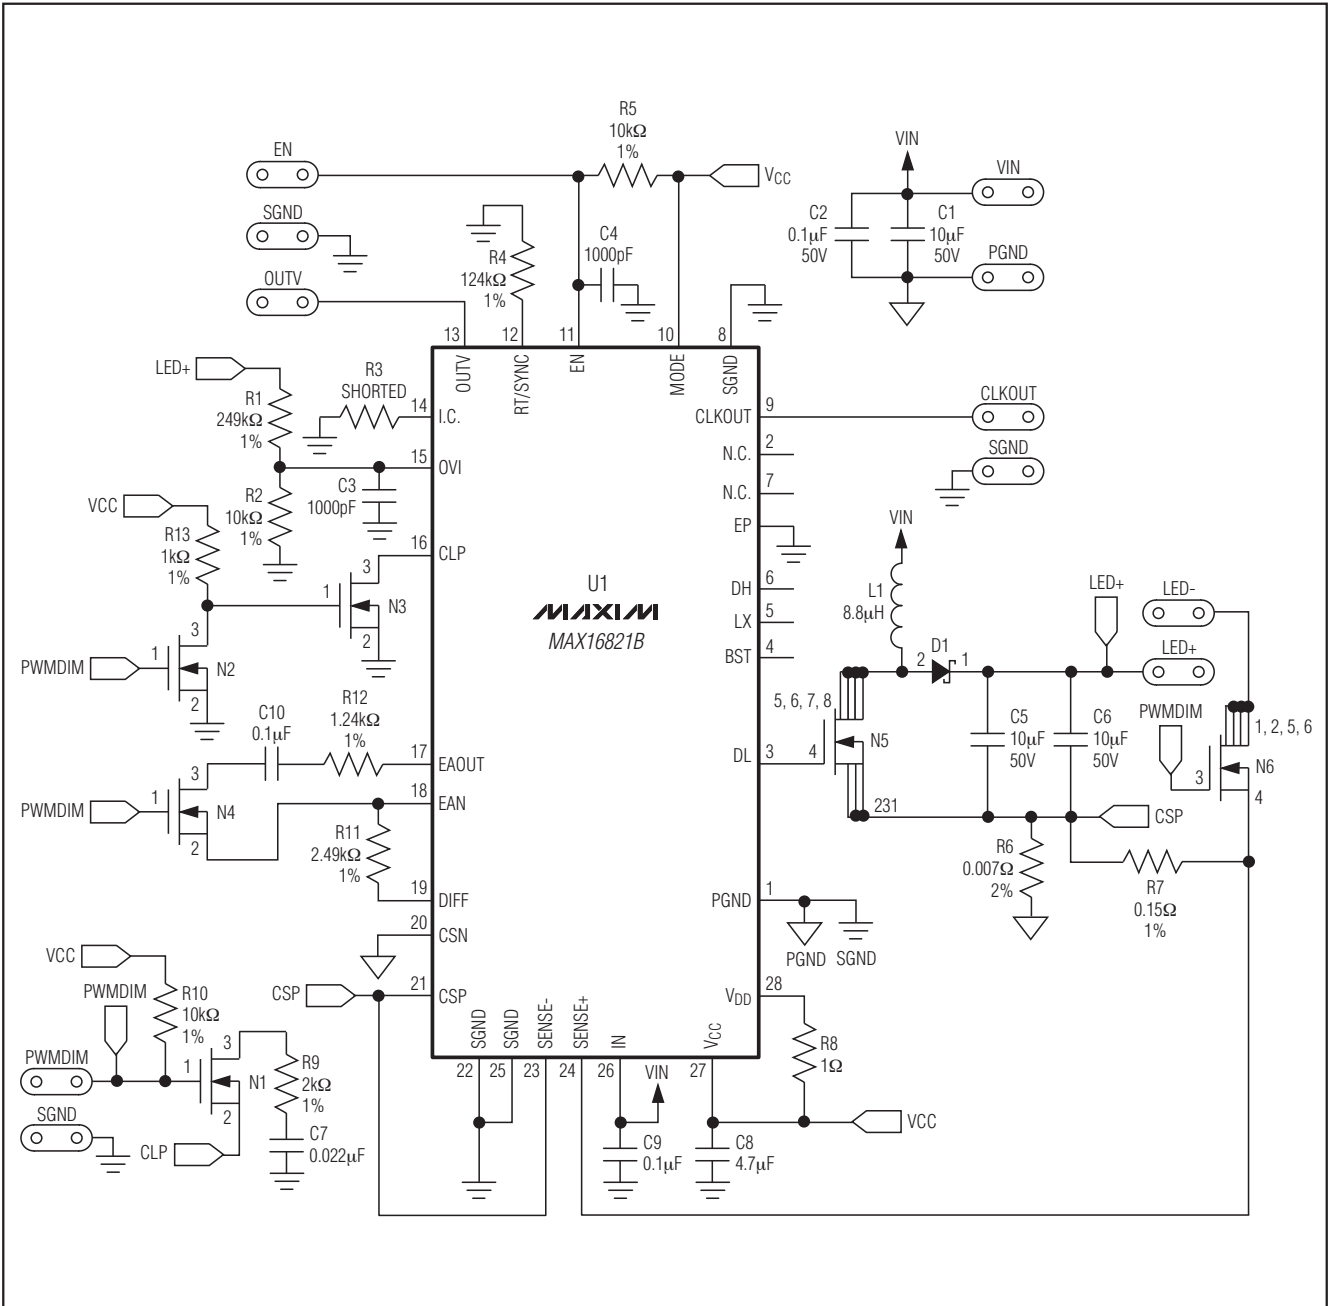 R5
10kΩ
1%
EN
VCC
VIN
VIN
SGND
C2
0.1μF
50V
C1
10μF
50V
R4
124kΩ
1%
C4
1000pF
PGND
OUTV
13
12
11
10
8
OUTV
RT/SYNC
EN
MODE
SGND
LED+
R3
SHORTED
R1
249kΩ
1%
14
I.C.
CLKOUT
9
CLKOUT
15
OVI
N.C.
2
SGND
VCC
R2
10kΩ
1%
C3
1000pF
N.C.
7
R13
1kΩ
1%
EP
VIN
16
CLP
3
1
N3
2
U1
MAXIM
MAX16821B
DH
6
L1
8.8μH
LED+
LED-
LX
5
BST
4
PWMDIM
3
1
N2
2
D1
2
1
LED+
C10
0.1μF
R12
1.24kΩ
1%
5, 6, 7, 8
C5
10μF
50V
C6
10μF
50V
PWMDIM
1, 2, 5, 6
17
EAOUT
DL
3
4
N5
N6
3
4
PWMDIM
3
1
N4
2
18
EAN
231
CSP
R11
2.49kΩ
1%
R6
0.007Ω
2%
R7
0.15Ω
1%
19
DIFF
PGND
1
20
CSN
PGND
SGND
VCC
CSP
21
CSP
VDD
28
PWMDIM
R10
10kΩ
1%
SGND
SGND
SENSE-
SENSE+
IN
VCC
R8
1Ω
PWMDIM
3
1
N1
2
R9
2kΩ
1%
22
25
23
24
26
27
VIN
SGND
CLP
C7
0.022μF
C9
0.1μF
C8
4.7μF
VCC